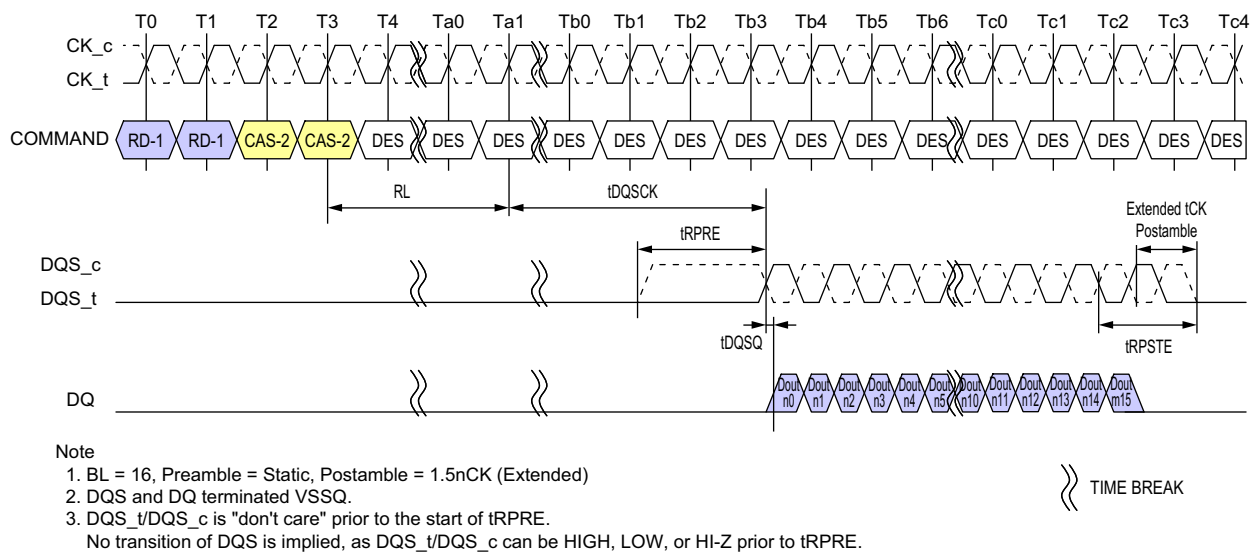 T0 T1 T2 T3 T4 Ta0 Ta1 Tb0 Tb1 Tb2 Tb3 Tb4 Tb5 Tb6 Tc0 Tc1 Tc2 Tc3 Tc4
CK_c
CK_t
COMMAND RD-1 RD-1 CAS-2 CAS-2 DES DES DES DES DES DES DES DES DES DES DES DES DES DES DES
RL tDQSCK
Extended tCK
Postamble
tRPRE
DQS_c
DQS_t
tDQSQ
tRPSTE
DQ
Dout Dout Dout Dout Dout Dout Dout Dout Dout Dout Dout Dout
n0 n1 n2 n3 n4 n5 n10 n11 n12 n13 n14 m15
Note
1. BL = 16, Preamble = Static, Postamble = 1.5nCK (Extended)
2. DQS and DQ terminated VSSQ.
3. DQS_t/DQS_c is "don't care" prior to the start of tRPRE.
No transition of DQS is implied, as DQS_t/DQS_c can be HIGH, LOW, or HI-Z prior to tRPRE.
TIME BREAK